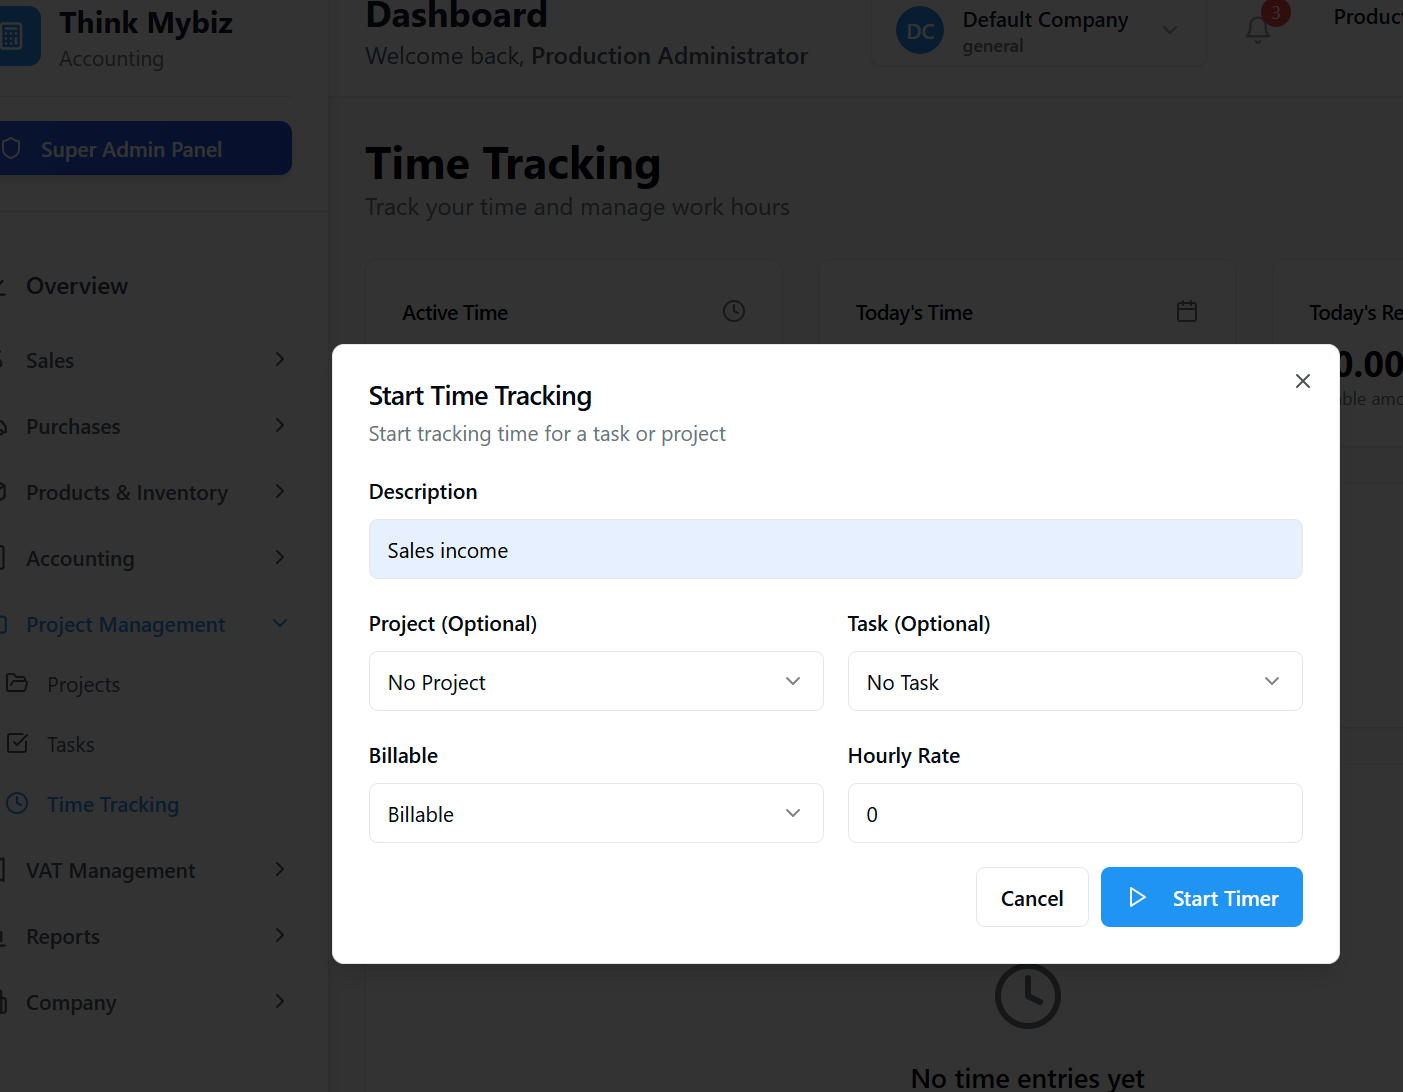 Think Mybiz
Accounting
Super Admin Panel
Overview
Sales
Purchases
Products & Inventory
Accounting
Project Management
Projects
Tasks
Time Tracking
VAT Management
Reports
Company
Dashboard
Welcome back, Production Administrator
DC
Default Company
general
3
Produc
Time Tracking
Track your time and manage work hours
Active Time
Today's Time
Today's Re
0.00
ble amo
Start Time Tracking
Start tracking time for a task or project
Description
Sales income
Project (Optional)
Task (Optional)
No Project
No Task
Billable
Hourly Rate
Billable
0
Cancel
Start Timer
No time entries yet